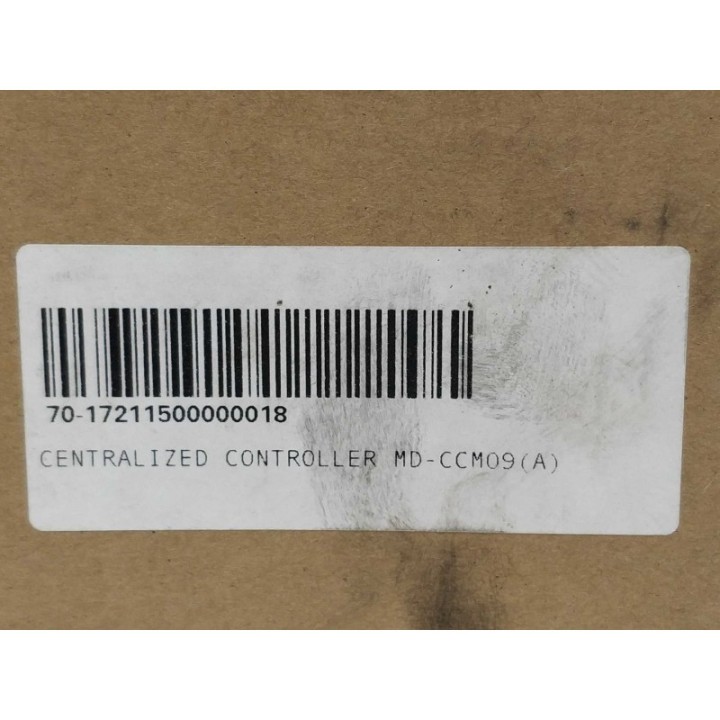 70-17211500000018
CENTRALIZED CONTROLLER MD-CCM09(A)